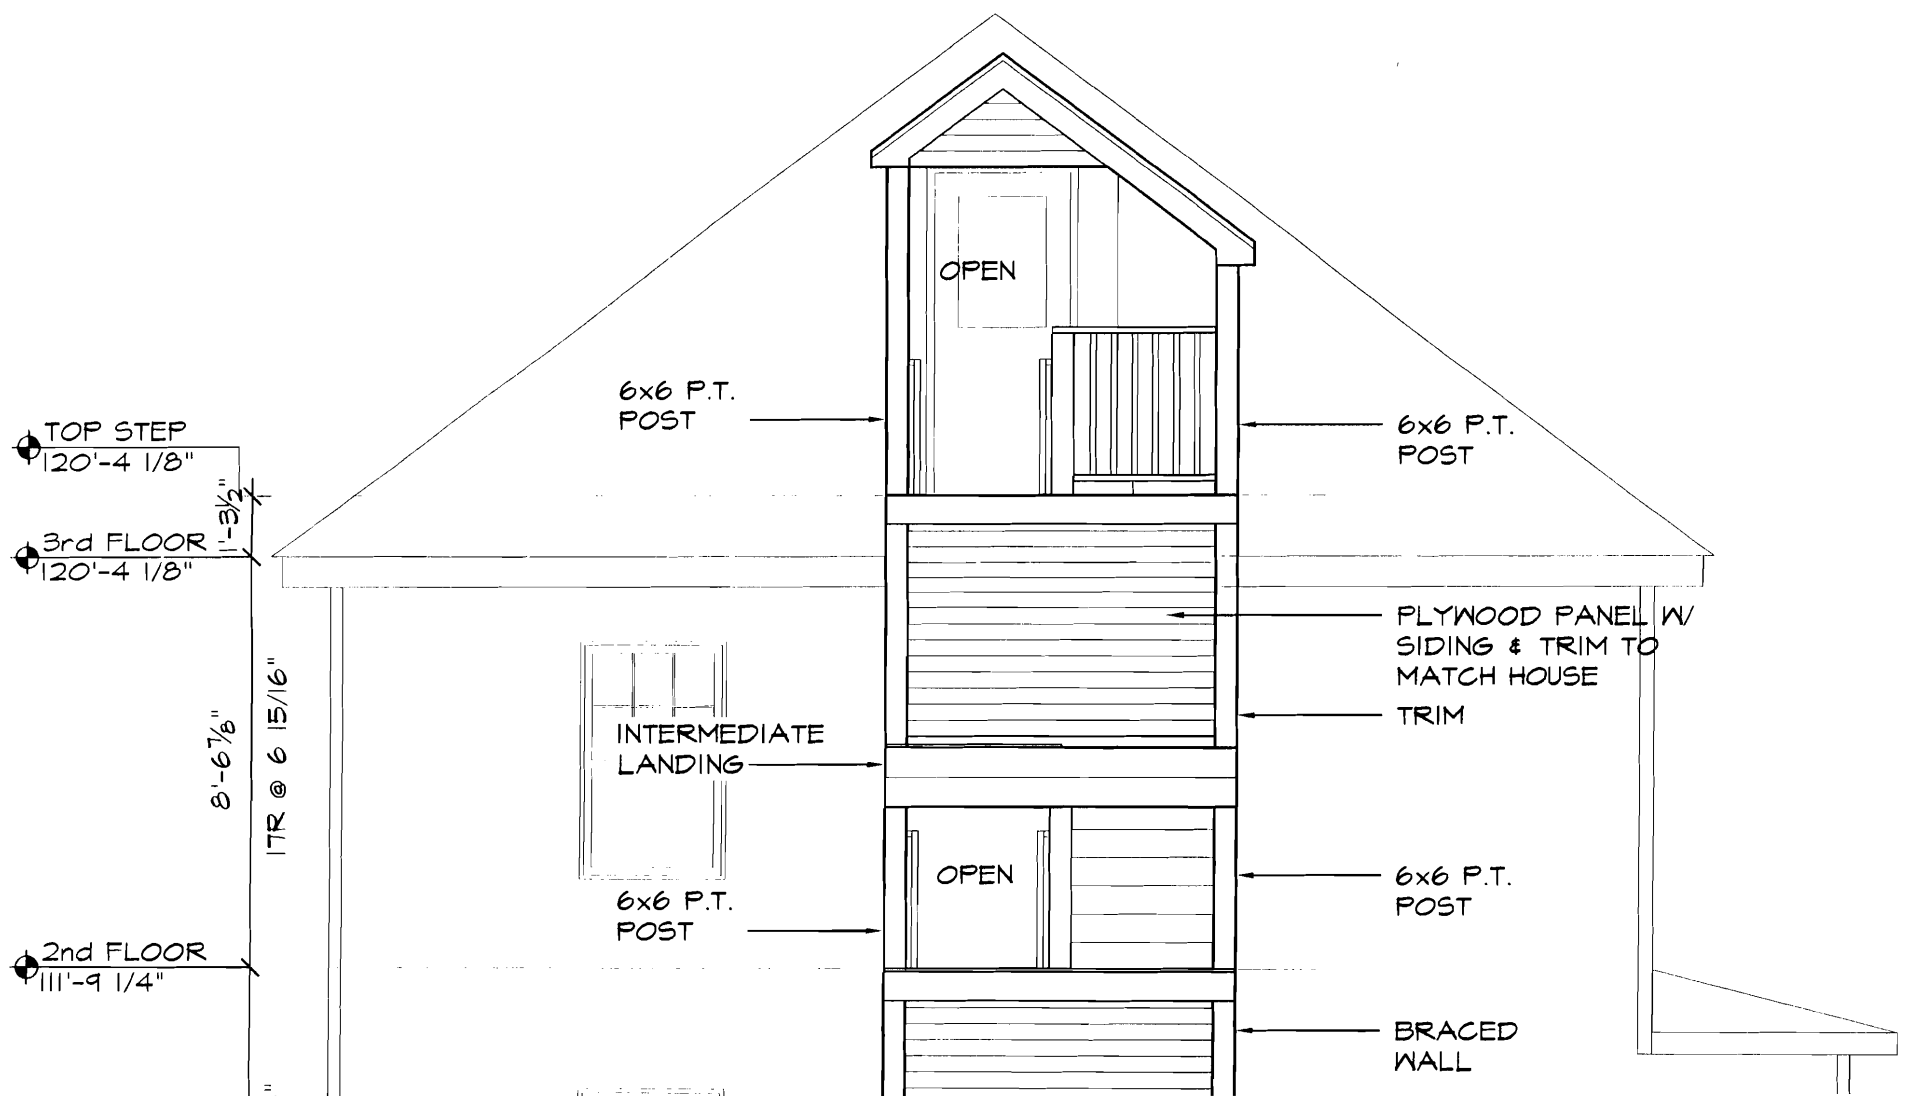 OPEN
6x6 P.T.
POST
6x6 P.T.
POST
TOP STEP
120'-4 1/8"
1'-3½"
3rd FLOOR
120'-4 1/8"
PLYWOOD PANEL W/
SIDING & TRIM TO
MATCH HOUSE
TRIM
INTERMEDIATE
LANDING
8'-6⅞"
17R @ 6 15/16"
OPEN
6x6 P.T.
POST
6x6 P.T.
POST
2nd FLOOR
111'-9 1/4"
BRACED
WALL